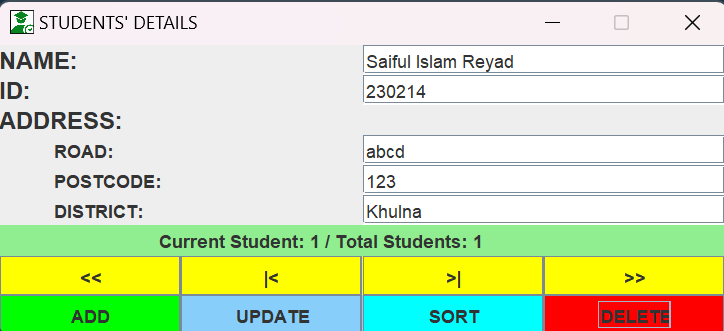 STUDENTS' DETAILS
NAME: Saiful Islam Reyad
ID: 230214
ADDRESS:
ROAD: abcd
POSTCODE: 123
DISTRICT: Khulna
Current Student: 1 / Total Students: 1
<< |< >| >>
ADD UPDATE SORT DELETE